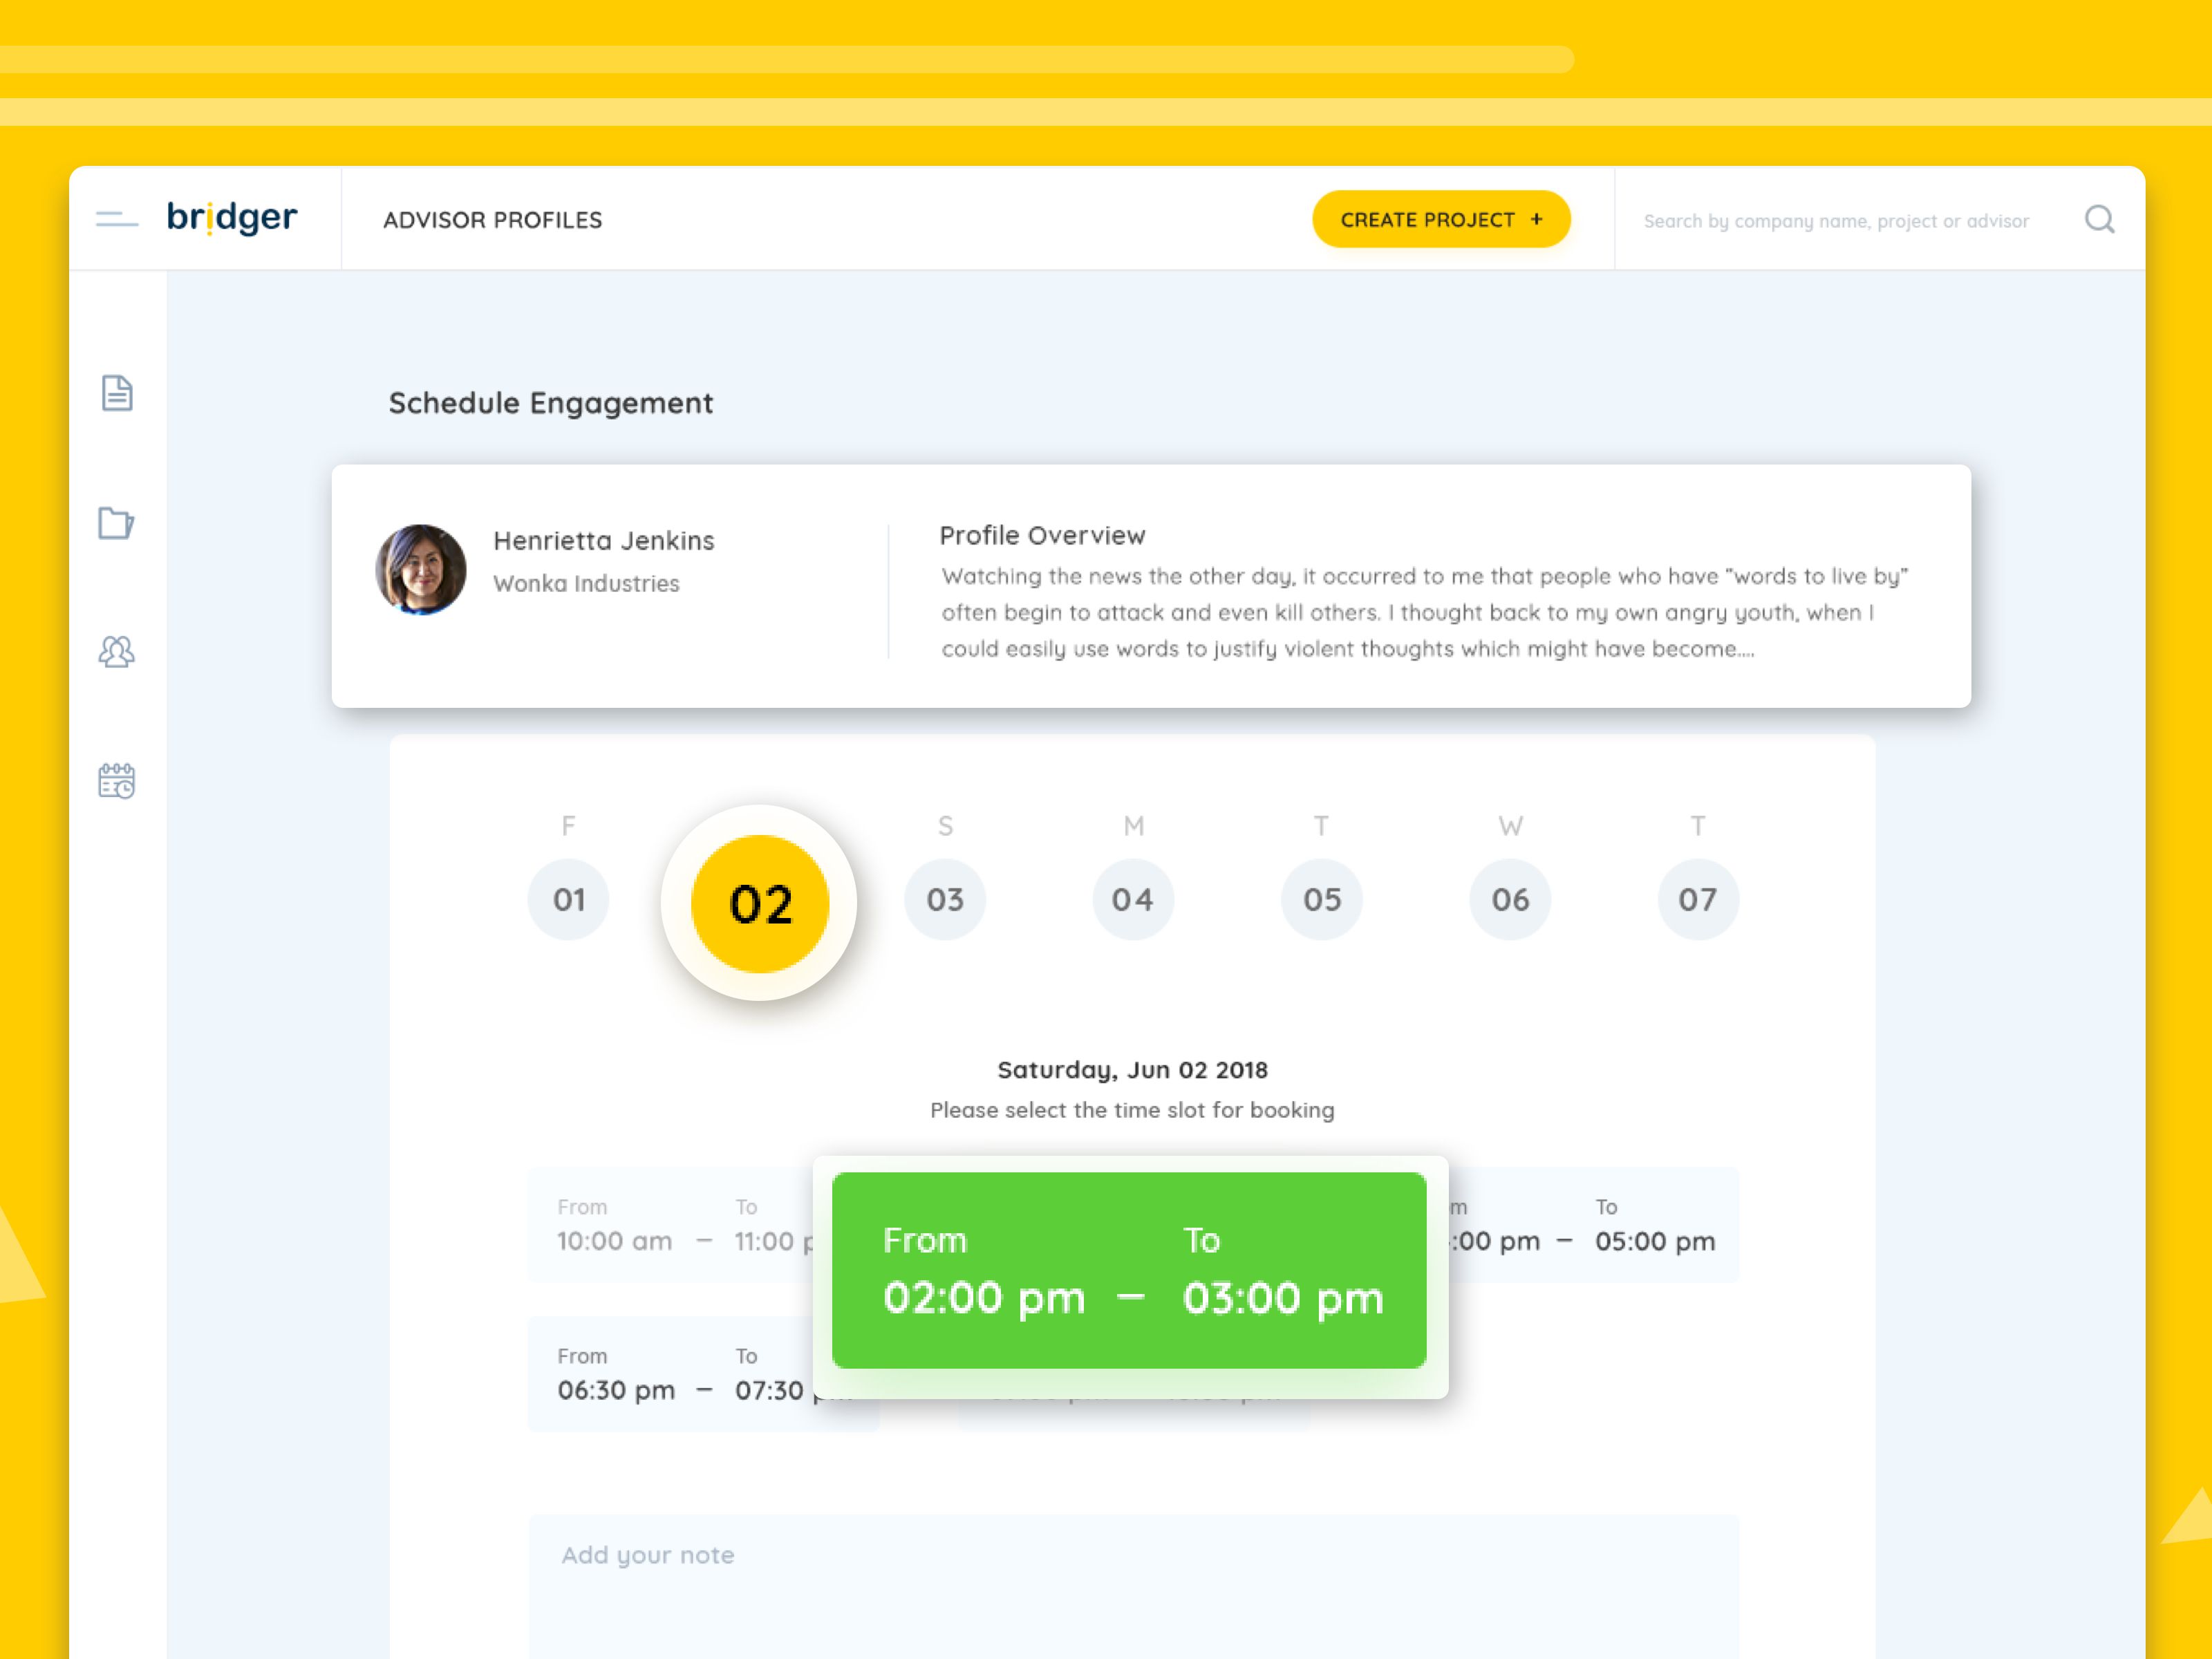 bridger
ADVISOR PROFILES
CREATE PROJECT +
Search by company name, project or advisor
Schedule Engagement
Henrietta Jenkins
Wonka Industries
Profile Overview
Watching the news the other day, it occurred to me that people who have “words to live by”
often begin to attack and even kill others. I thought back to my own angry youth, when I
could easily use words to justify violent thoughts which might have become....
F S M T W T
01 02 03 04 05 06 07
Saturday, Jun 02 2018
Please select the time slot for booking
From To
10:00 am – 11:00
From To
02:00 pm – 03:00 pm
To
:00 pm – 05:00 pm
From To
06:30 pm – 07:30
Add your note